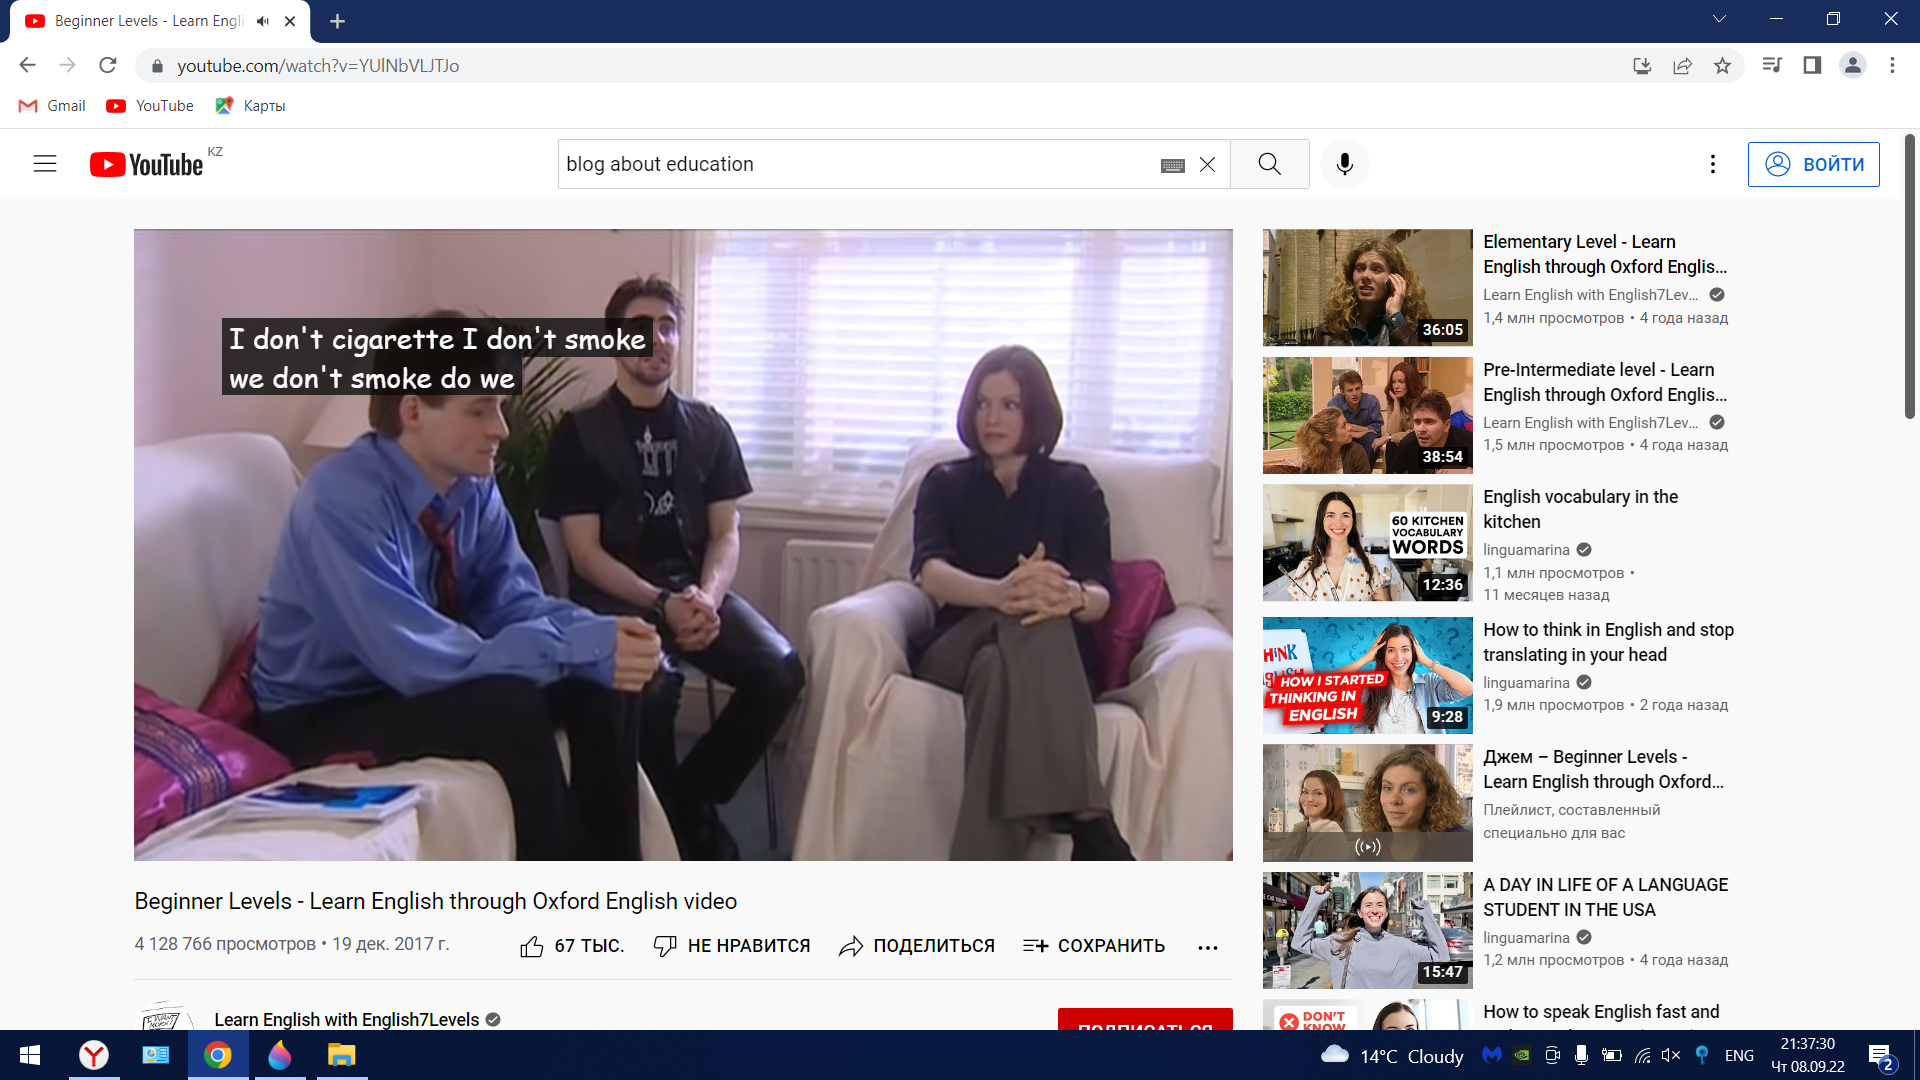 Beginner Levels - Learn Engli
youtube.com/watch?v=YUlNbVLJTJo
Gmail
YouTube
Карты
YouTube KZ
blog about education
ВОЙТИ
I don't cigarette I don't smoke
we don't smoke do we
Beginner Levels - Learn English through Oxford English video
4 128 766 просмотров • 19 дек. 2017 г.
67 ТЫС.
НЕ НРАВИТСЯ
ПОДЕЛИТЬСЯ
СОХРАНИТЬ
Learn English with English7Levels
ПОДПИСАТЬСЯ
36:05
Elementary Level - Learn
English through Oxford Englis...
Learn English with English7Lev...
1,4 млн просмотров • 4 года назад
38:54
Pre-Intermediate level - Learn
English through Oxford Englis...
Learn English with English7Lev...
1,5 млн просмотров • 4 года назад
60 KITCHEN
VOCABULARY
WORDS
12:36
English vocabulary in the
kitchen
linguamarina
1,1 млн просмотров •
11 месяцев назад
HOW I STARTED
THINKING IN
ENGLISH
9:28
How to think in English and stop
translating in your head
linguamarina
1,9 млн просмотров • 2 года назад
Джем – Beginner Levels -
Learn English through Oxford...
Плейлист, составленный
специально для вас
15:47
A DAY IN LIFE OF A LANGUAGE
STUDENT IN THE USA
linguamarina
1,2 млн просмотров • 4 года назад
DON'T
KNOW
How to speak English fast and
14°C Cloudy
ENG
21:37:30
Чт 08.09.22
2